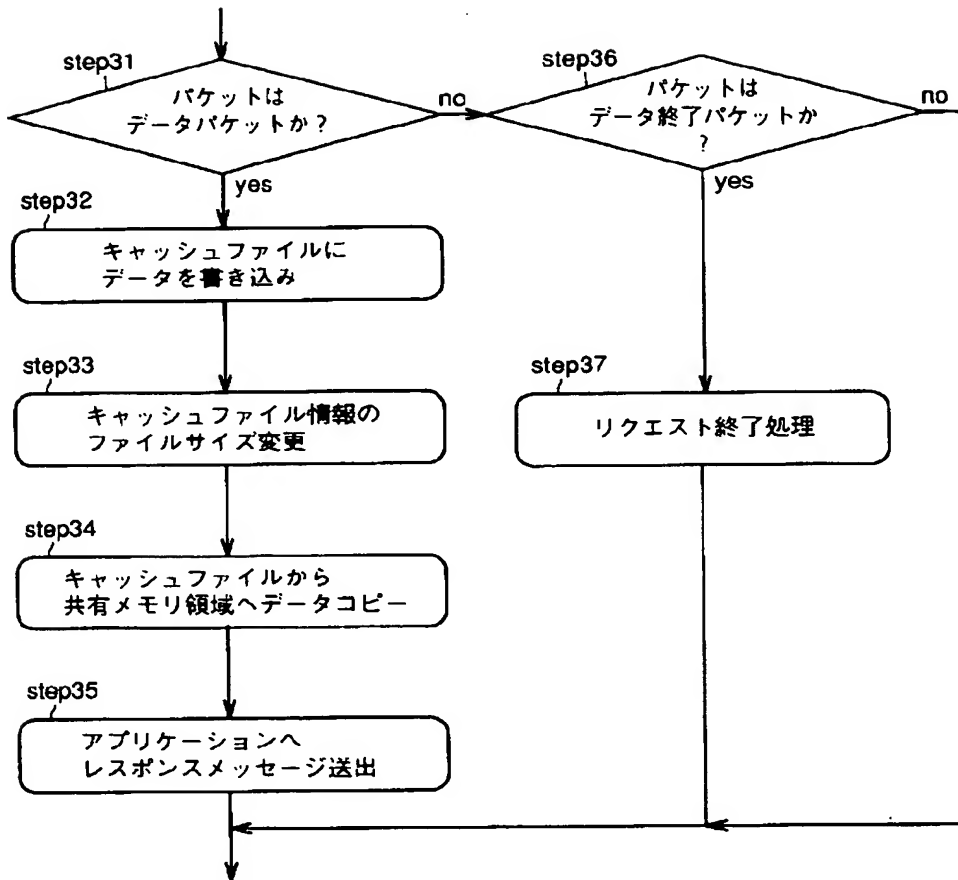 step31
パケットは
データパケットか？
no
yes
step32
キャッシュファイルに
データを書き込み
step33
キャッシュファイル情報の
ファイルサイズ変更
step34
キャッシュファイルから
共有メモリ領域へデータコピー
step35
アプリケーションへ
レスポンスメッセージ送出
step36
パケットは
データ終了パケットか
？
no
yes
step37
リクエスト終了処理